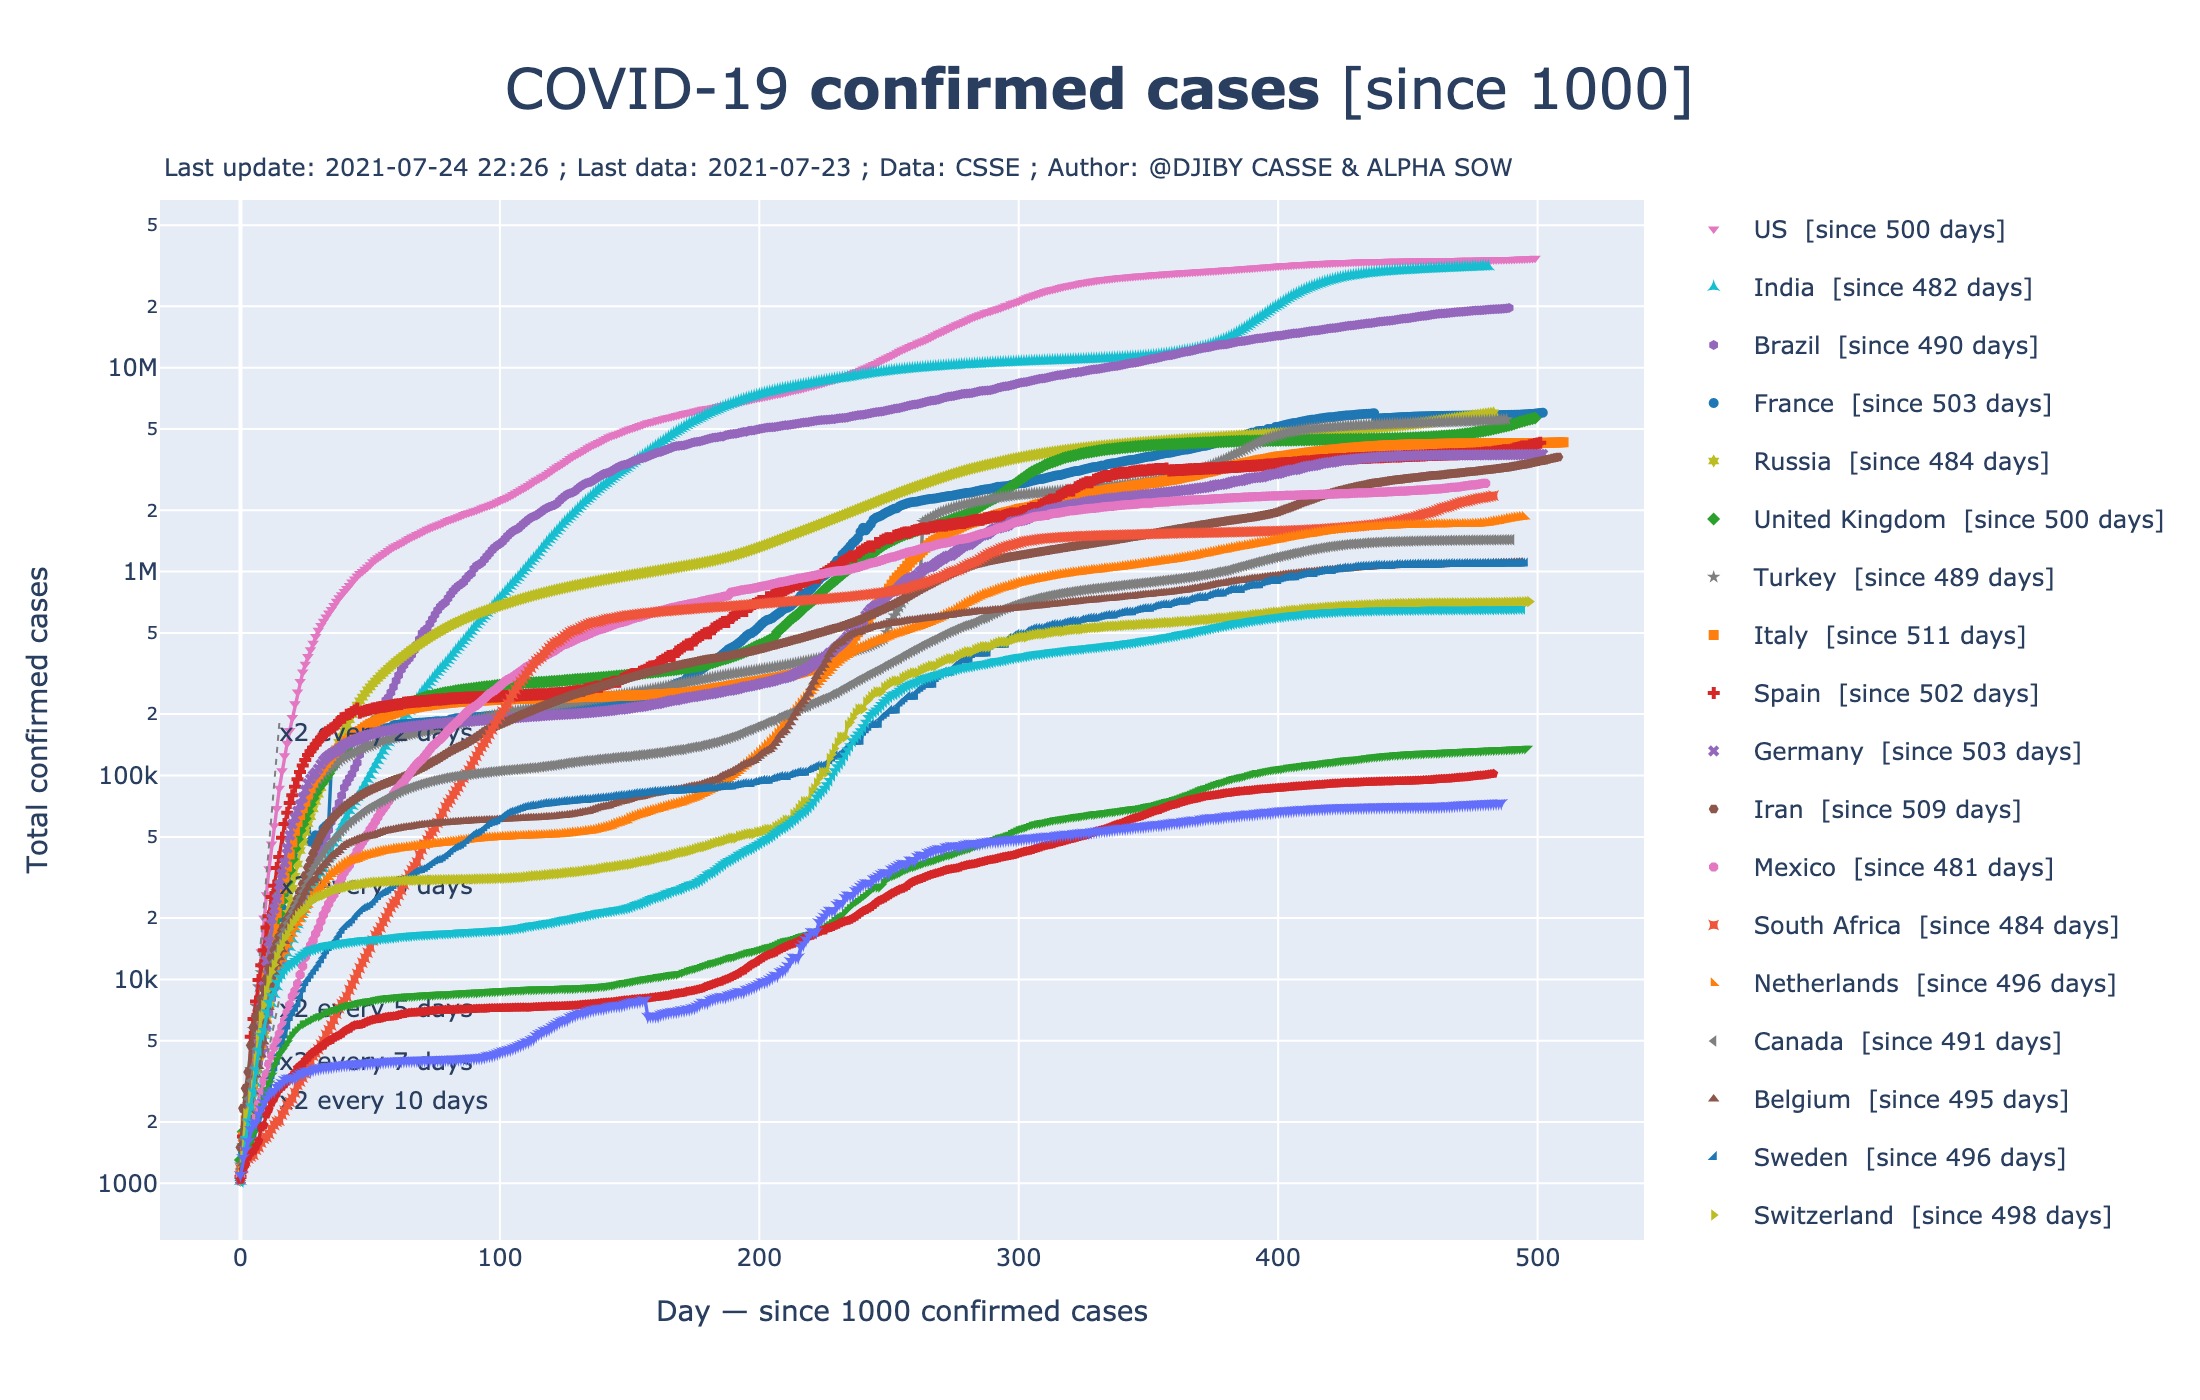 COVID-19 confirmed cases [since 1000]
Last update: 2021-07-24 22:26 ; Last data: 2021-07-23 ; Data: CSSE ; Author: @DJIBY CASSE & ALPHA SOW
Total confirmed cases
5
2
10M
5
2
1M
5
2
100k
5
2
10k
5
2
1000
x2 every 2 days
x2 every days
x2 every 5 days
x2 every 7 days
x2 every 10 days
0 100 200 300 400 500
Day — since 1000 confirmed cases
US [since 500 days]
India [since 482 days]
Brazil [since 490 days]
France [since 503 days]
Russia [since 484 days]
United Kingdom [since 500 days]
Turkey [since 489 days]
Italy [since 511 days]
Spain [since 502 days]
Germany [since 503 days]
Iran [since 509 days]
Mexico [since 481 days]
South Africa [since 484 days]
Netherlands [since 496 days]
Canada [since 491 days]
Belgium [since 495 days]
Sweden [since 496 days]
Switzerland [since 498 days]